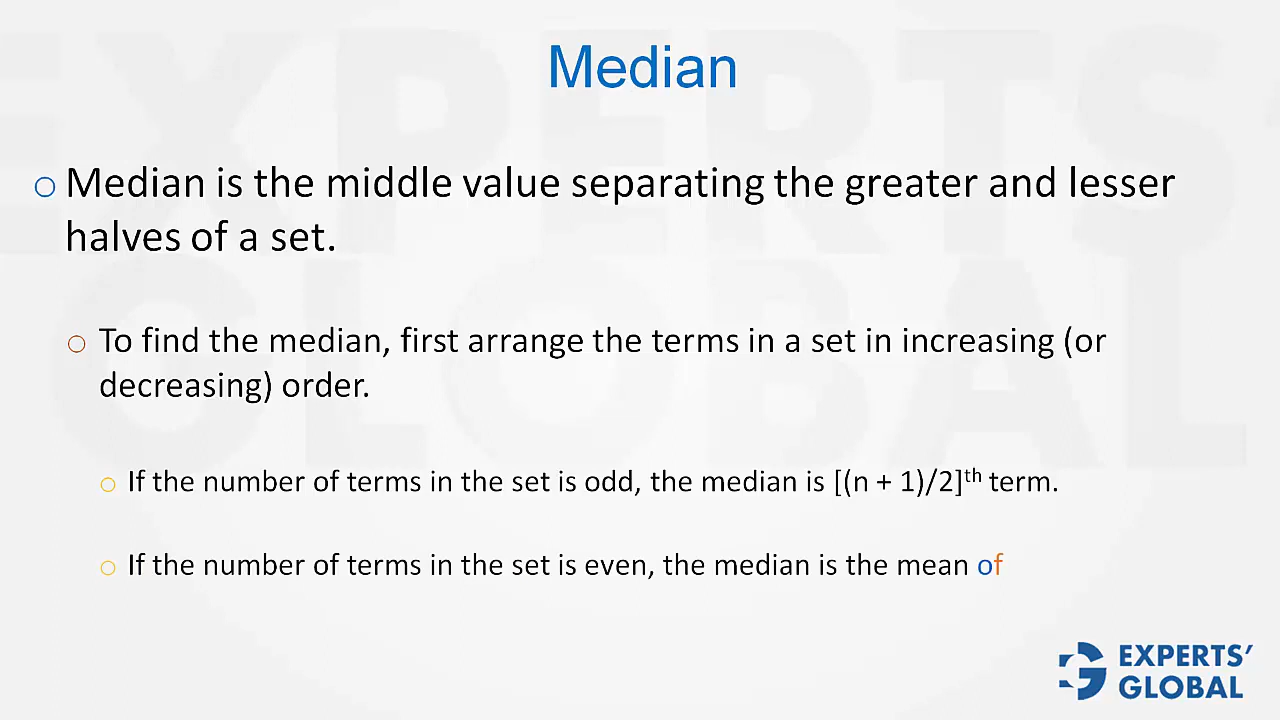 Median
Median is the middle value separating the greater and lesser
halves of a set.
To find the median, first arrange the terms in a set in increasing (or
decreasing) order.
If the number of terms in the set is odd, the median is [(n + 1)/2]th term.
If the number of terms in the set is even, the median is the mean of
EXPERTS'
GLOBAL
EXPERTS'
GLOBAL